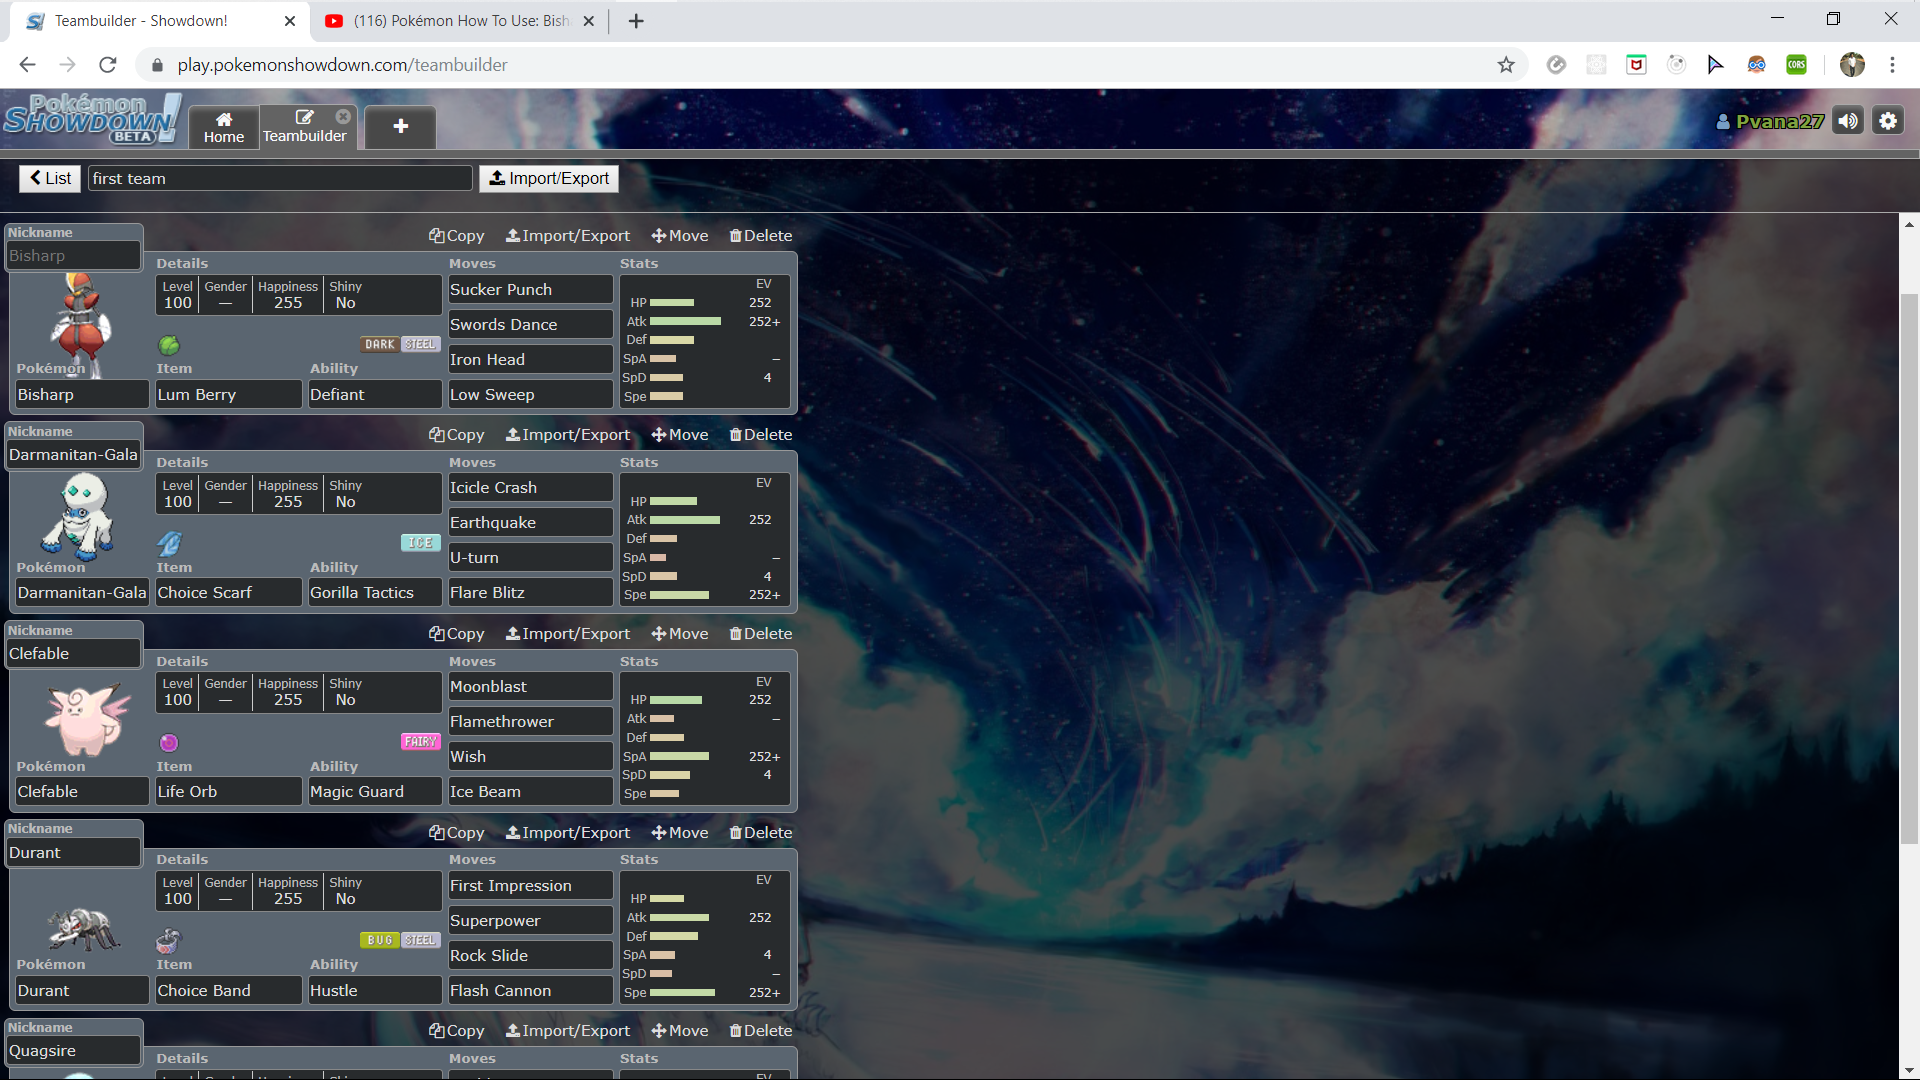 Teambuilder - Showdown!
(116) Pokémon How To Use: Bish
play.pokemonshowdown.com/teambuilder
CORS
Pokémon
SHOWDOWN!
BETA
Home
Teambuilder
Pvana27
List
first team
Import/Export
Nickname
Bisharp
Copy Import/Export Move Delete
Details Moves Stats
Level Gender Happiness Shiny
100 — 255 No
DARK STEEL
Pokémon Item Ability
Bisharp Lum Berry Defiant
Sucker Punch
Swords Dance
Iron Head
Low Sweep
EV
HP 252
Atk 252+
Def
SpA –
SpD 4
Spe
Nickname
Darmanitan-Gala
Copy Import/Export Move Delete
Details Moves Stats
Level Gender Happiness Shiny
100 — 255 No
ICE
Pokémon Item Ability
Darmanitan-Gala Choice Scarf Gorilla Tactics
Icicle Crash
Earthquake
U-turn
Flare Blitz
EV
HP
Atk 252
Def
SpA –
SpD 4
Spe 252+
Nickname
Clefable
Copy Import/Export Move Delete
Details Moves Stats
Level Gender Happiness Shiny
100 — 255 No
FAIRY
Pokémon Item Ability
Clefable Life Orb Magic Guard
Moonblast
Flamethrower
Wish
Ice Beam
EV
HP 252
Atk –
Def
SpA 252+
SpD 4
Spe
Nickname
Durant
Copy Import/Export Move Delete
Details Moves Stats
Level Gender Happiness Shiny
100 — 255 No
BUG STEEL
Pokémon Item Ability
Durant Choice Band Hustle
First Impression
Superpower
Rock Slide
Flash Cannon
EV
HP
Atk 252
Def
SpA 4
SpD –
Spe 252+
Nickname
Quagsire
Copy Import/Export Move Delete
Details Moves Stats